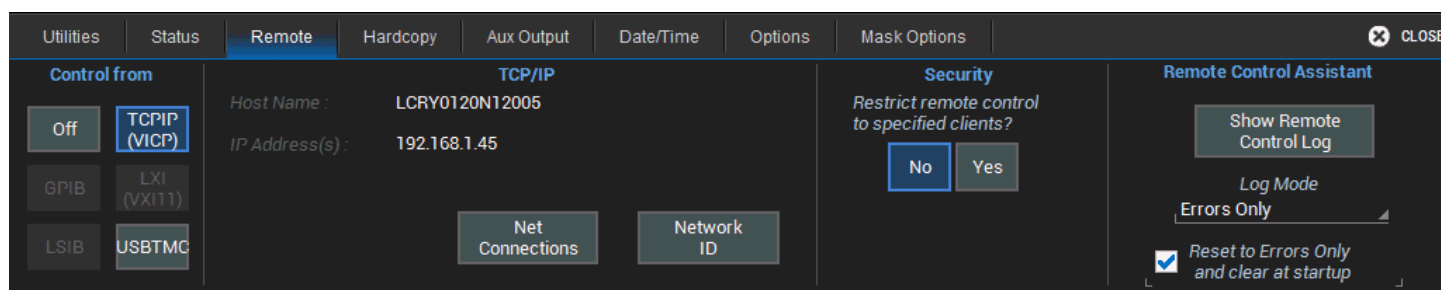 Utilities Status Remote Hardcopy Aux Output Date/Time Options Mask Options CLOSE
Control from
Off TCPIP
(VICP)
GPIB LXI
(VXI11)
LSIB USBTMC
TCP/IP
Host Name : LCRY0120N12005
IP Address(s) : 192.168.1.45
Net
Connections
Network
ID
Security
Restrict remote control
to specified clients?
No Yes
Remote Control Assistant
Show Remote
Control Log
Log Mode
Errors Only
Reset to Errors Only
and clear at startup